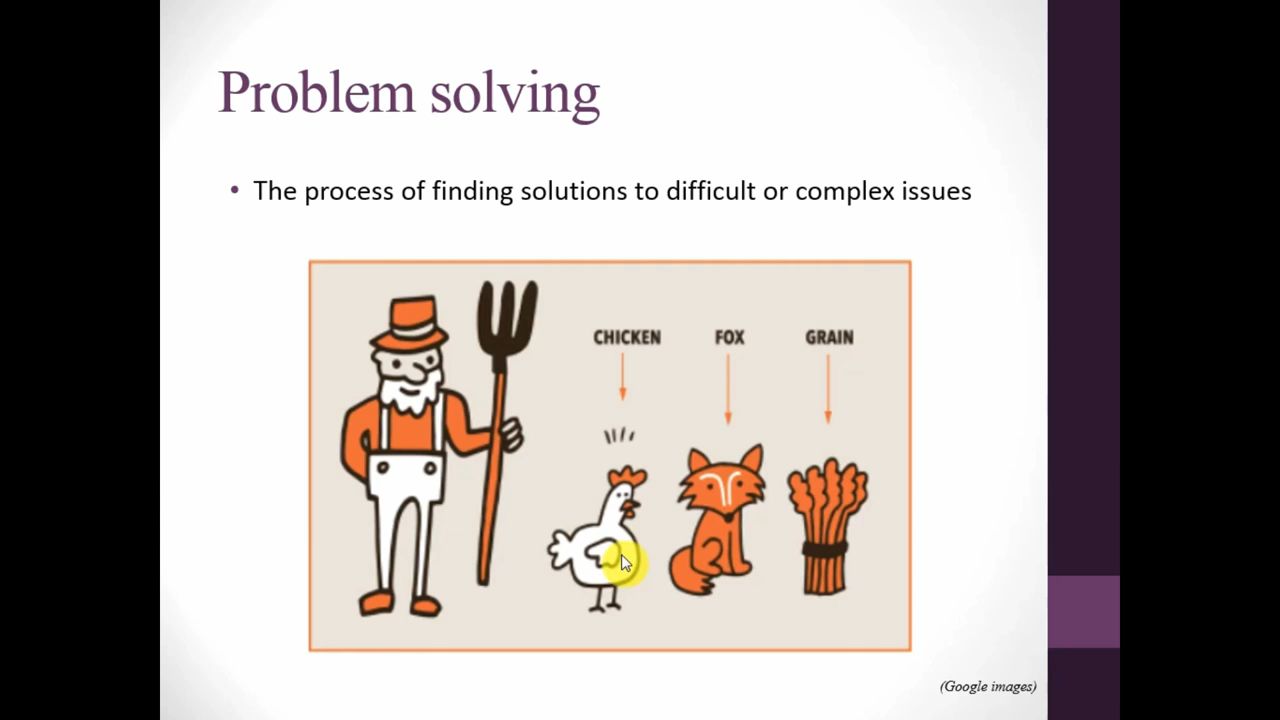 Problem solving
• The process of finding solutions to difficult or complex issues
CHICKEN FOX GRAIN
(Google images)